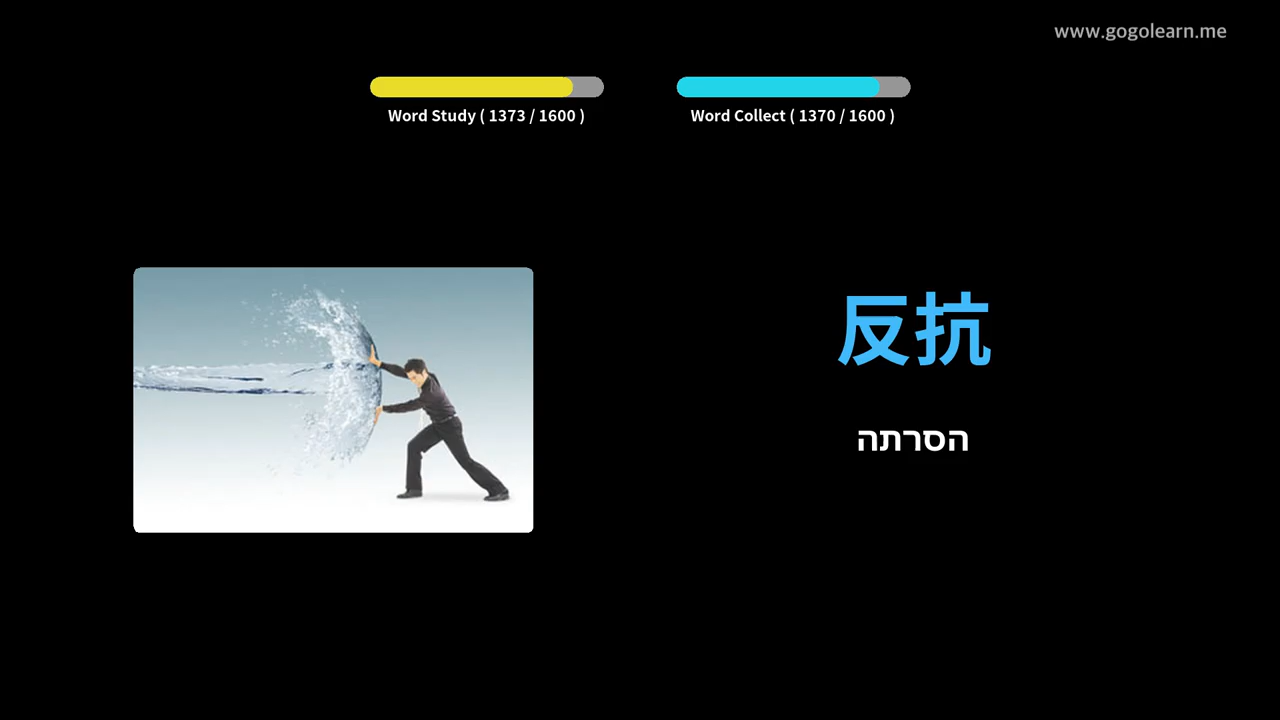 www.gogolearn.me
Word Study ( 1373 / 1600 )
Word Collect ( 1370 / 1600 )
反抗
הסרתה